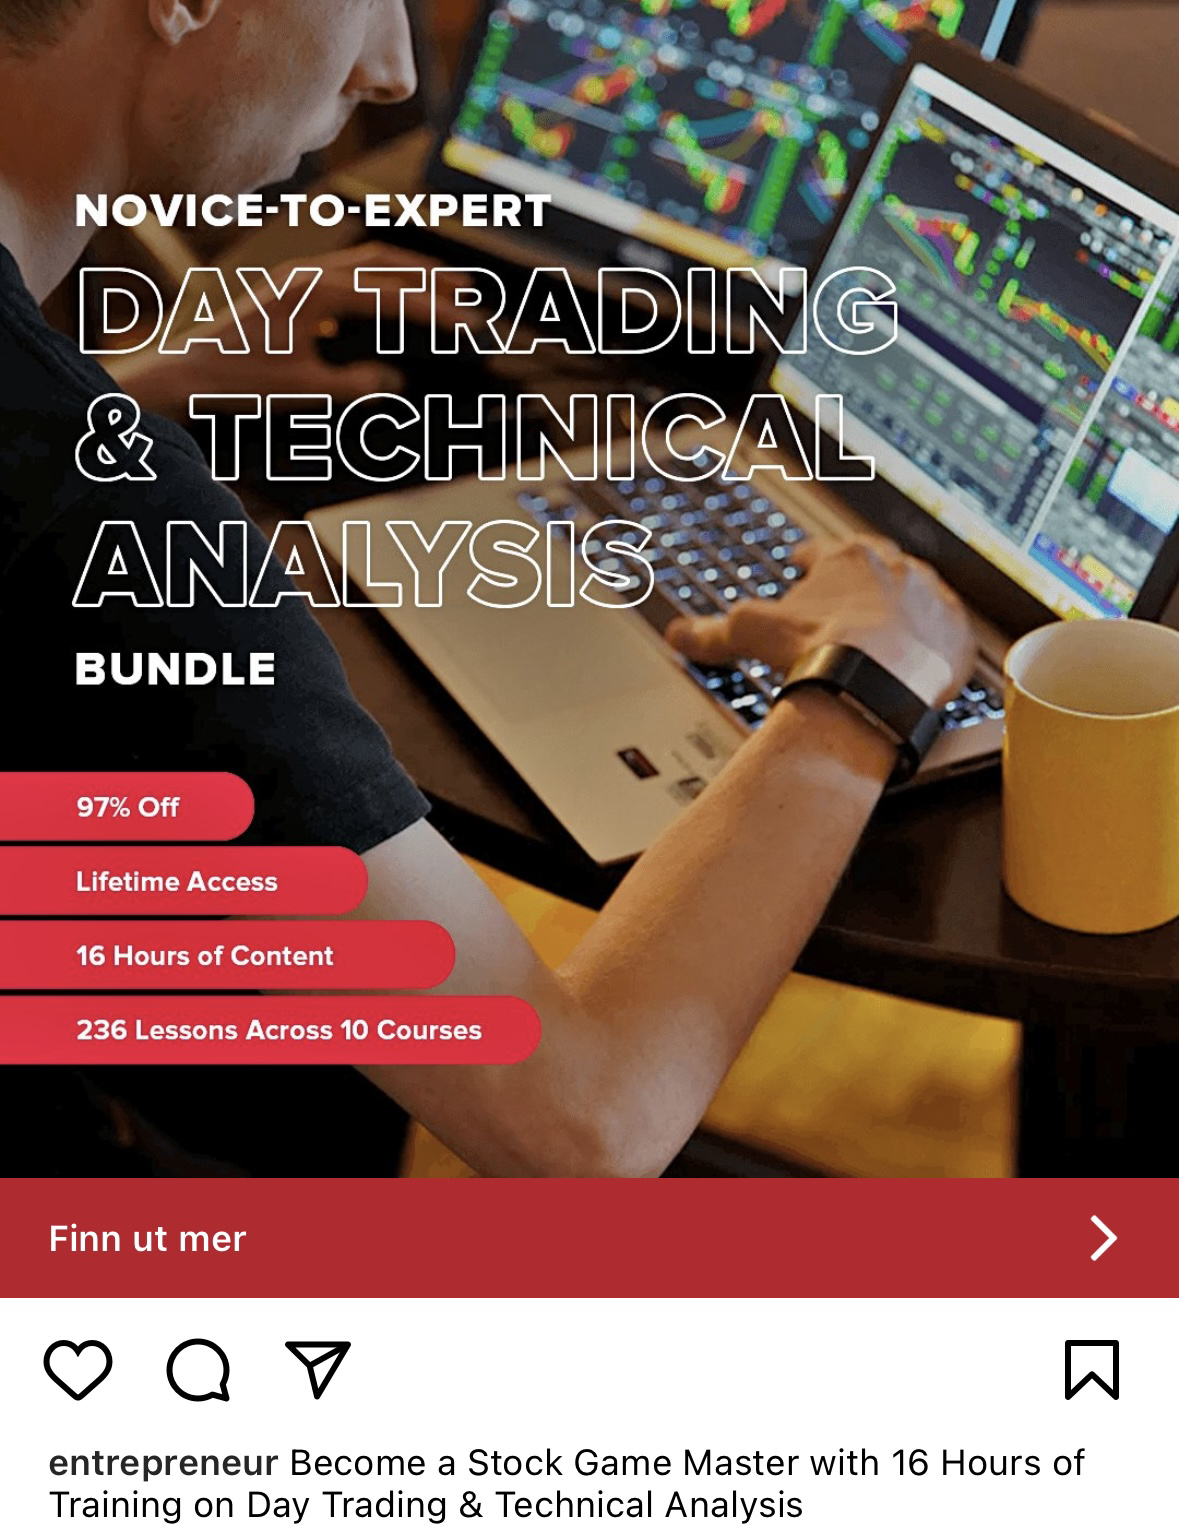 NOVICE-TO-EXPERT
DAY TRADING
& TECHNICAL
ANALYSIS
BUNDLE
97% Off
Lifetime Access
16 Hours of Content
236 Lessons Across 10 Courses
Finn ut mer
entrepreneur Become a Stock Game Master with 16 Hours of
Training on Day Trading & Technical Analysis